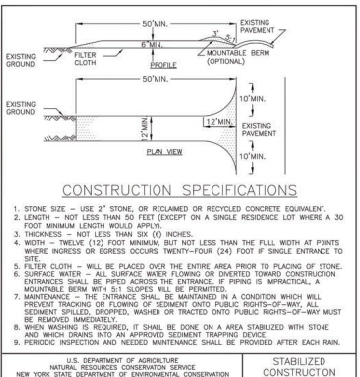 50'MIN.
EXISTING
PAVEMENT
3'
5:1
6"MIN.
EXISTING
GROUND
FILTER
CLOTH
PROFILE
MOUNTABLE BERM
(OPTIONAL)
50'MIN.
EXISTING
GROUND
10'MIN.
12'MIN.
12'MIN.
EXISTING
PAVEMENT
PLAN VIEW
10'MIN.
CONSTRUCTION SPECIFICATIONS
1. STONE SIZE – USE 2" STONE, OR RECLAIMED OR RECYCLED CONCRETE EQUIVALENT.
2. LENGTH – NOT LESS THAN 50 FEET (EXCEPT ON A SINGLE RESIDENCE LOT WHERE A 30
FOOT MINIMUM LENGTH WOULD APPLY).
3. THICKNESS – NOT LESS THAN SIX (6) INCHES.
4. WIDTH – TWELVE (12) FOOT MINIMUM, BUT NOT LESS THAN THE FULL WIDTH AT POINTS
WHERE INGRESS OR EGRESS OCCURS TWENTY–FOUR (24) FOOT IF SINGLE ENTRANCE TO
SITE.
5. FILTER CLOTH – WILL BE PLACED OVER THE ENTIRE AREA PRIOR TO PLACING OF STONE.
6. SURFACE WATER – ALL SURFACE WATER FLOWING OR DIVERTED TOWARD CONSTRUCTION
ENTRANCES SHALL BE PIPED ACROSS THE ENTRANCE. IF PIPING IS IMPRACTICAL, A
MOUNTABLE BERM WITH 5:1 SLOPES WILL BE PERMITTED.
7. MAINTENANCE – THE ENTRANCE SHALL BE MAINTAINED IN A CONDITION WHICH WILL
PREVENT TRACKING OR FLOWING OF SEDIMENT ONTO PUBLIC RIGHTS–OF–WAY, ALL
SEDIMENT SPILLED, DROPPED, WASHED OR TRACTED ONTO PUBLIC RIGHTS–OF–WAY MUST
BE REMOVED IMMEDIATELY.
8. WHEN WASHING IS REQUIRED, IT SHALL BE DONE ON A AREA STABILIZED WITH STONE
AND WHICH DRAINS INTO AN APPROVED SEDIMENT TRAPPING DEVICE.
9. PERIODIC INSPECTION AND NEEDED MAINTENANCE SHALL BE PROVIDED AFTER EACH RAIN.
U.S. DEPARTMENT OF AGRICULTURE
NATURAL RESOURCES CONSERVATION SERVICE
NEW YORK STATE DEPARTMENT OF ENVIRONMENTAL CONSERVATION
STABILIZED
CONSTRUCTON